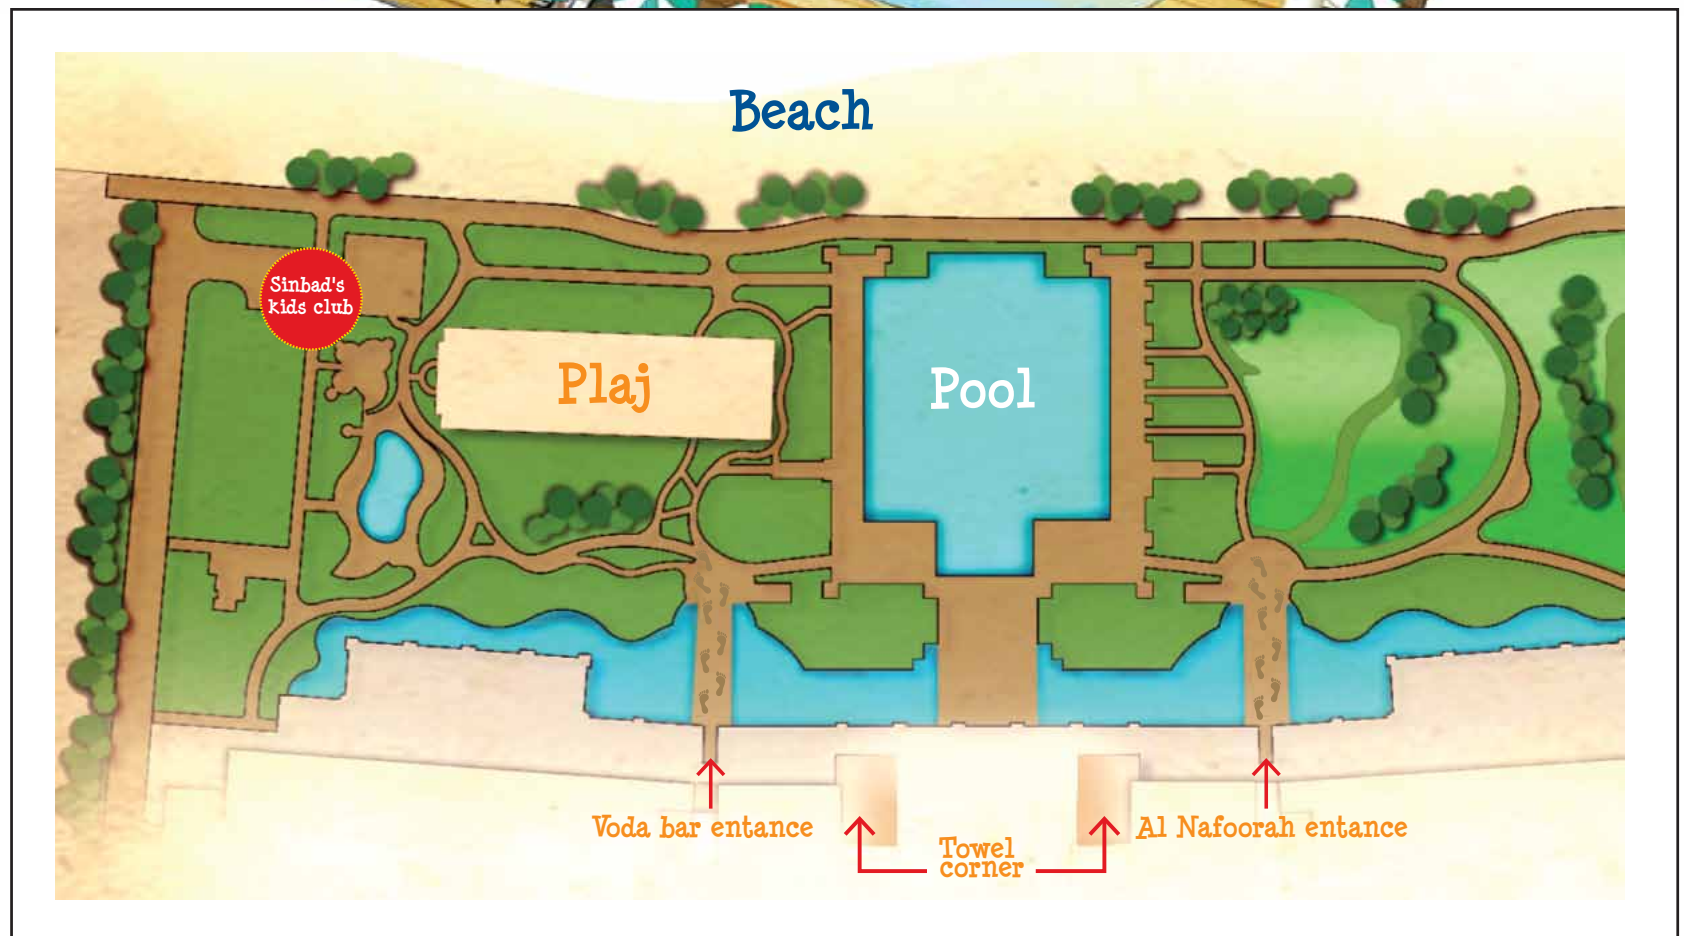 Beach
Sinbad's
kids club
Plaj
Pool
Voda bar entance
Al Nafoorah entance
Towel
corner